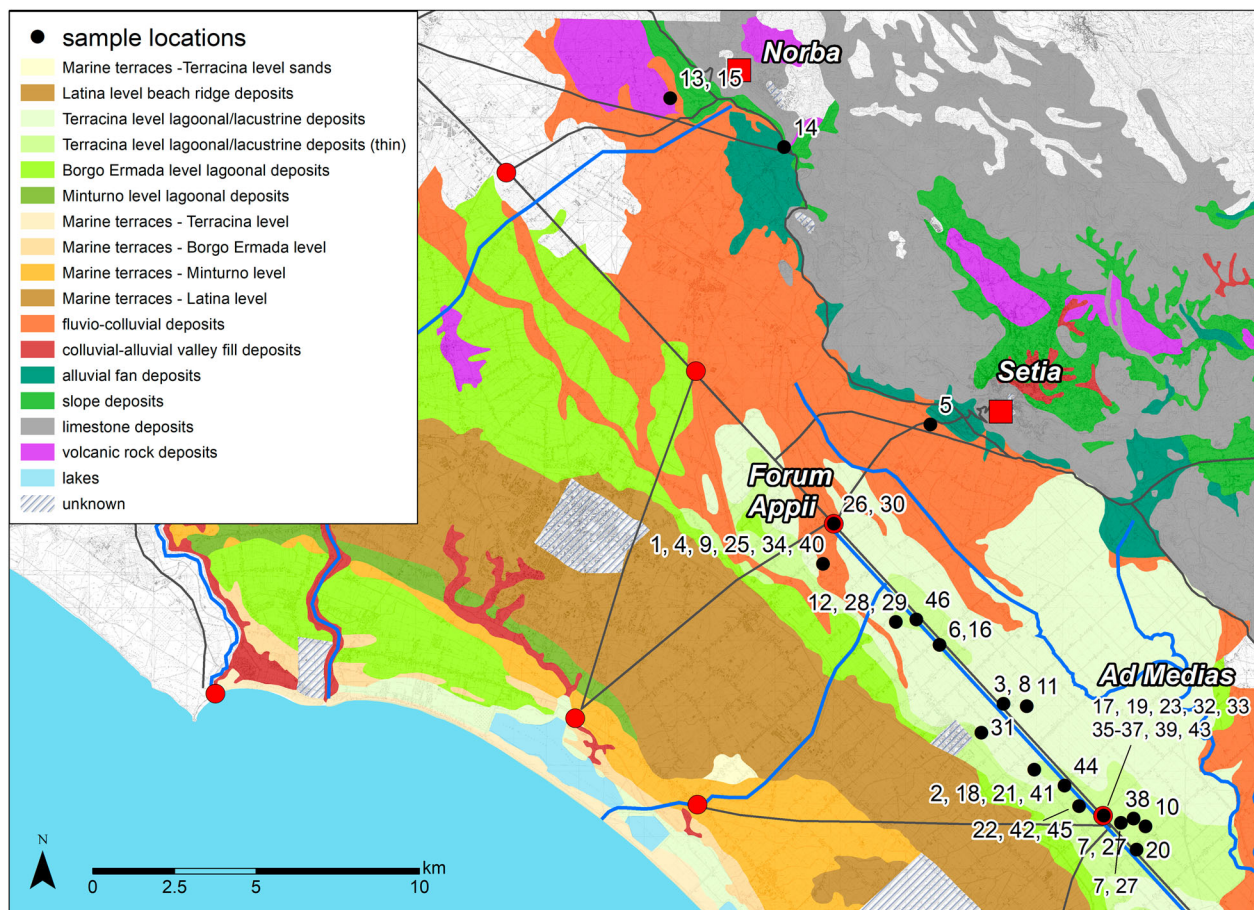 sample locations
Marine terraces -Terracina level sands
Latina level beach ridge deposits
Terracina level lagoonal/lacustrine deposits
Terracina level lagoonal/lacustrine deposits (thin)
Borgo Ermada level lagoonal deposits
Minturno level lagoonal deposits
Marine terraces - Terracina level
Marine terraces - Borgo Ermada level
Marine terraces - Minturno level
Marine terraces - Latina level
fluvio-colluvial deposits
colluvial-alluvial valley fill deposits
alluvial fan deposits
slope deposits
limestone deposits
volcanic rock deposits
lakes
unknown
Norba
13, 15
14
Setia
5
Forum
Appii
26, 30
1, 4, 9, 25, 34, 40
12, 28, 29
46
6,16
Ad Medias
3, 8
11
17, 19, 23, 32, 33
35-37, 39, 43
31
44
2, 18, 21, 41
38
10
22, 42, 45
7, 27
20
7, 27
N
km
0
2.5
5
10